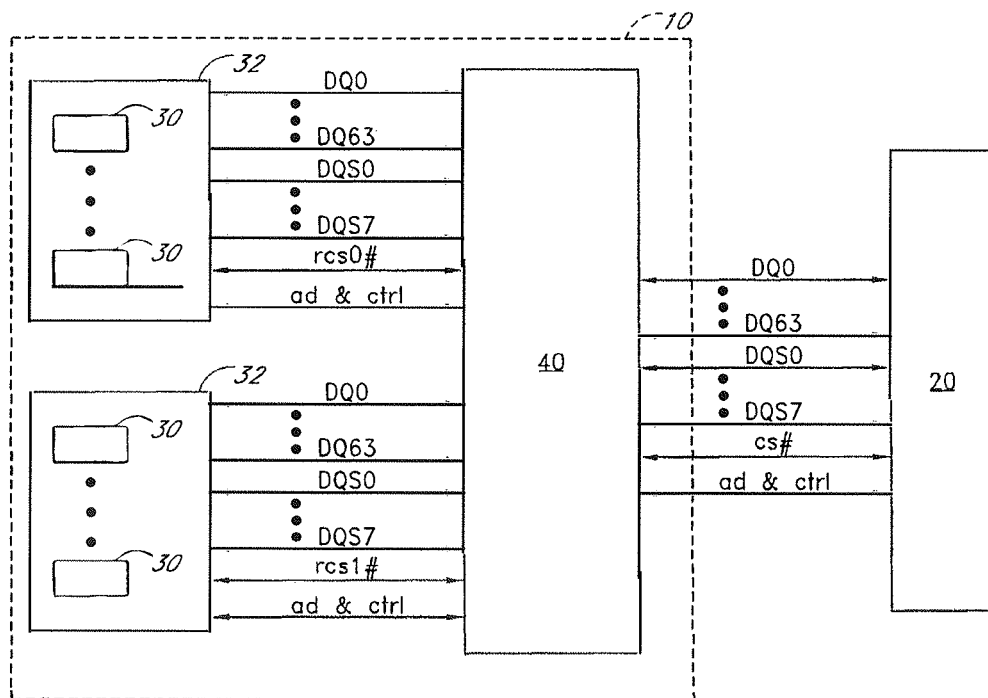 10
32
30
30
DQ0
DQ63
DQS0
DQS7
rcs0#
ad & ctrl
32
30
30
DQ0
DQ63
DQS0
DQS7
rcs1#
ad & ctrl
40
DQ0
DQ63
DQS0
DQS7
cs#
ad & ctrl
20